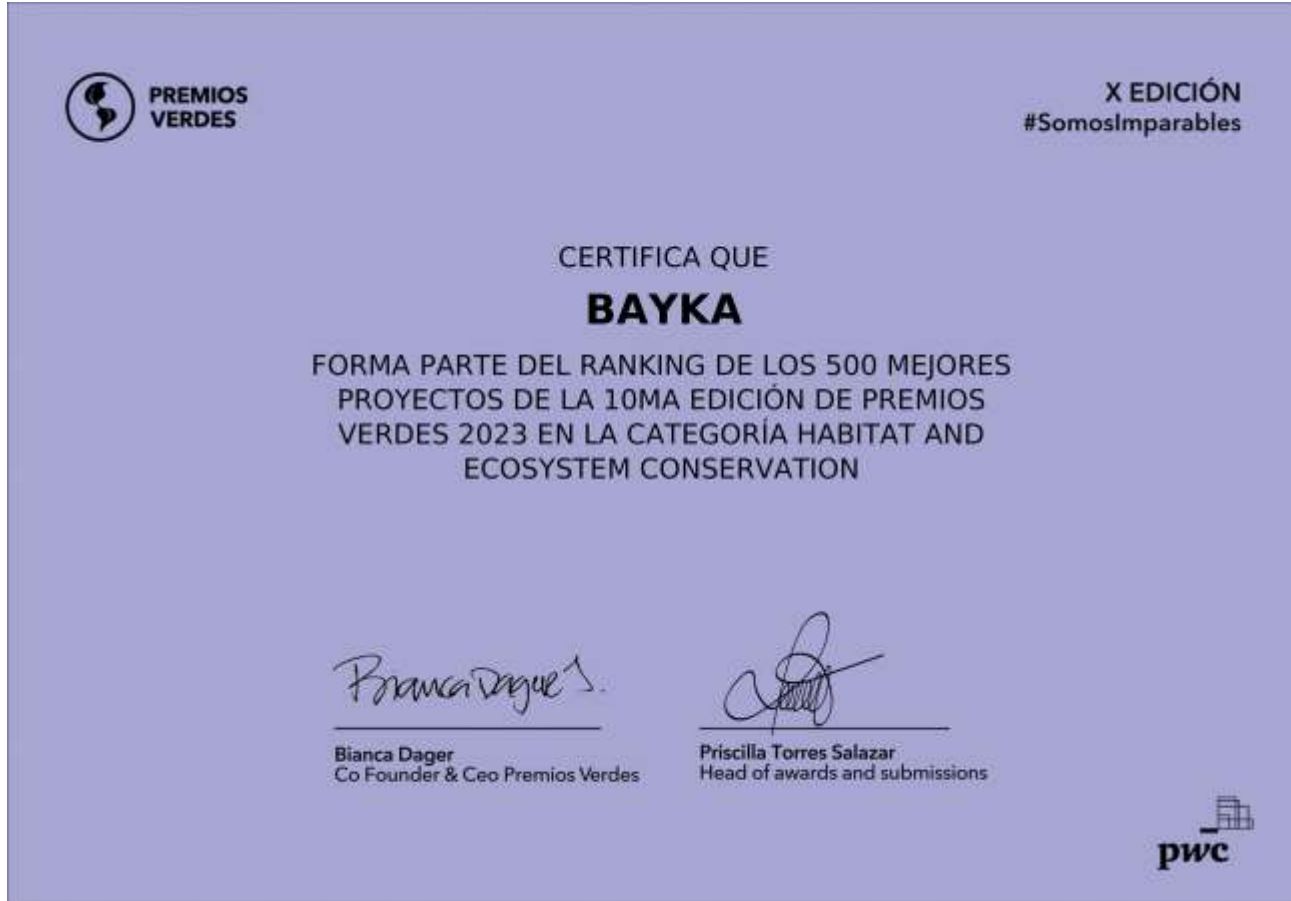 PREMIOS
VERDES
X EDICIÓN
#SomosImparables
CERTIFICA QUE
BAYKA
FORMA PARTE DEL RANKING DE LOS 500 MEJORES
PROYECTOS DE LA 10MA EDICIÓN DE PREMIOS
VERDES 2023 EN LA CATEGORÍA HABITAT AND
ECOSYSTEM CONSERVATION
Bianca Dager
Co Founder & Ceo Premios Verdes
Priscilla Torres Salazar
Head of awards and submissions
pwc